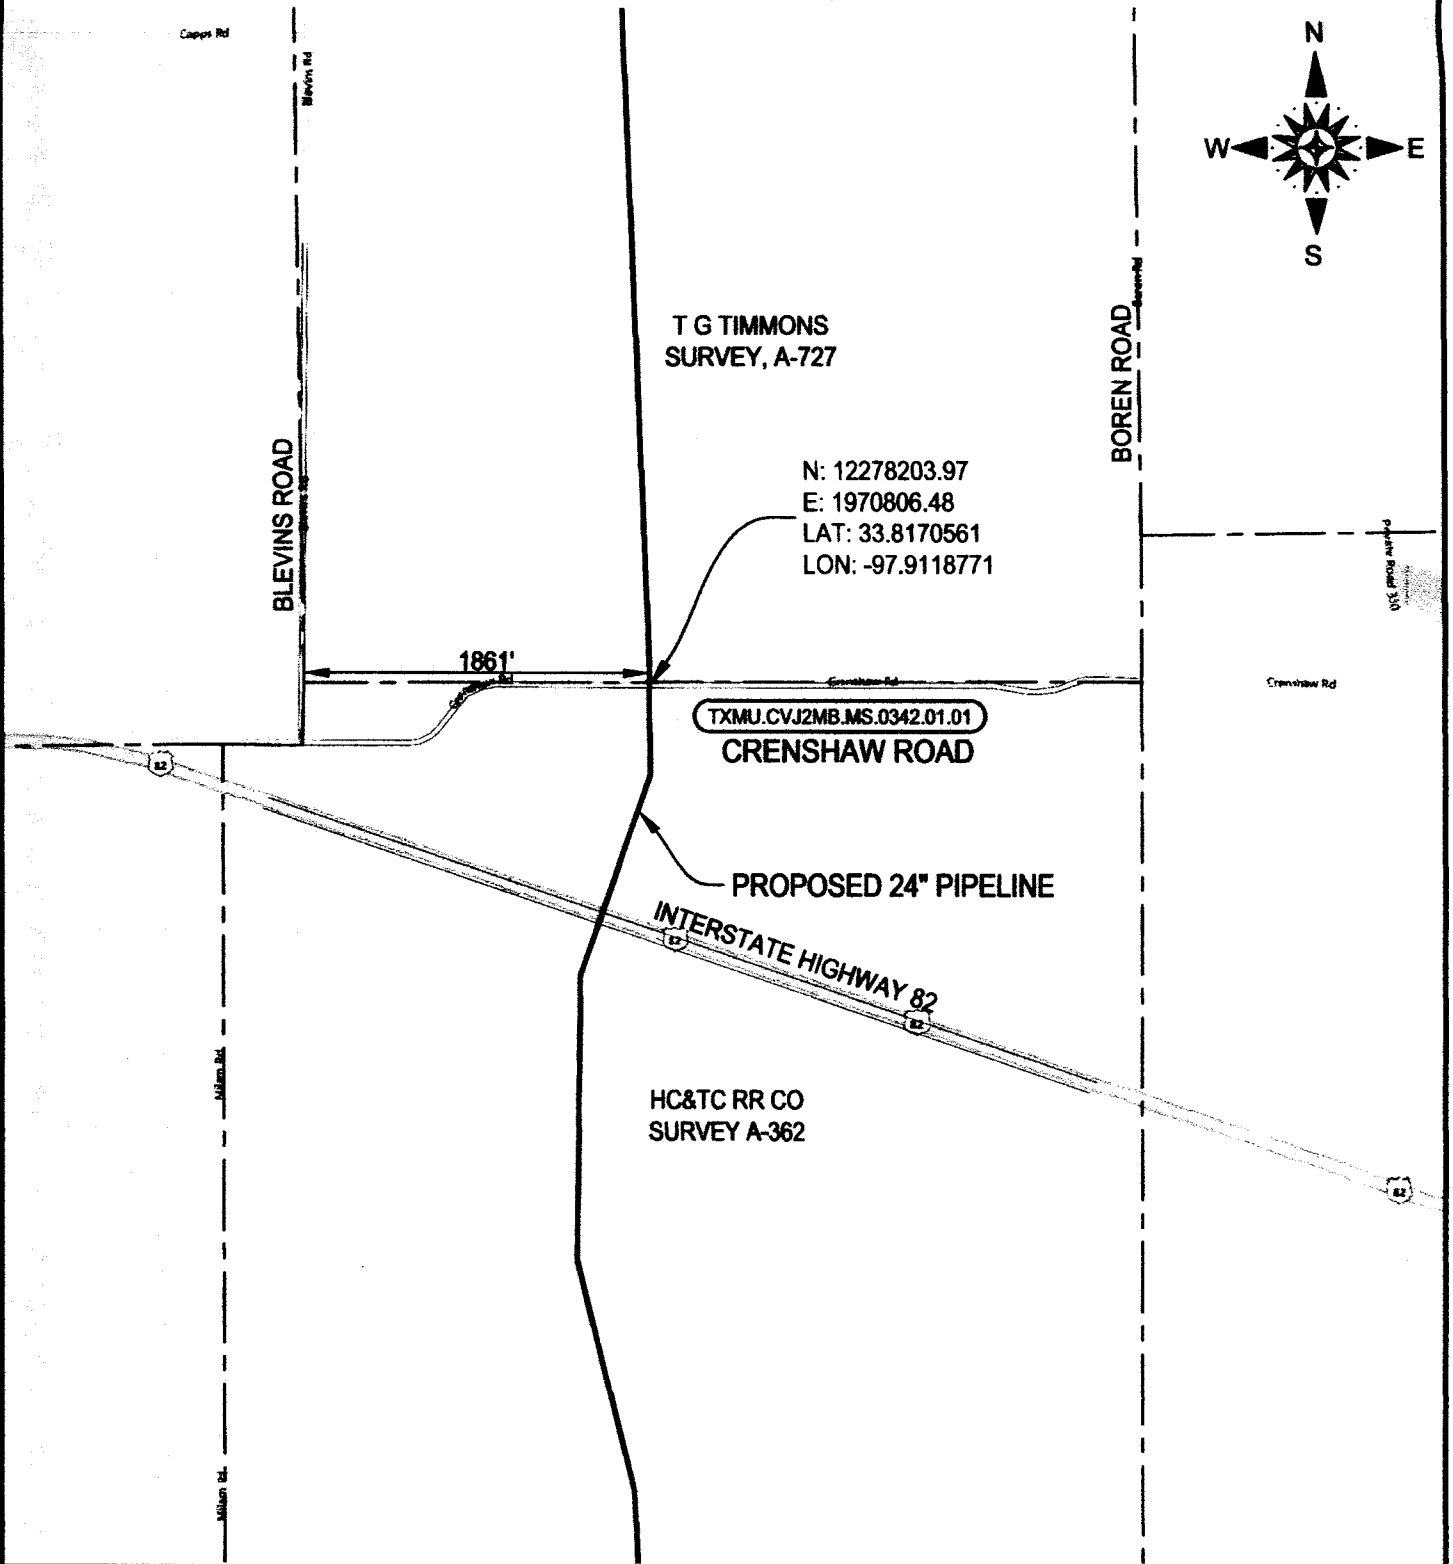 Capps Rd
Blevins Rd
N
W
E
S
T G TIMMONS
SURVEY, A-727
Boren Rd
BOREN ROAD
BLEVINS ROAD
N: 12278203.97
E: 1970806.48
LAT: 33.8170561
LON: -97.9118771
Private Road 330
1861'
Crenshaw Rd
Crenshaw Rd
Crenshaw Rd
TXMU.CVJ2MB.MS.0342.01.01
CRENSHAW ROAD
82
PROPOSED 24" PIPELINE
INTERSTATE HIGHWAY 82
82
82
Milam Rd
HC&TC RR CO
SURVEY A-362
82
Milam Rd